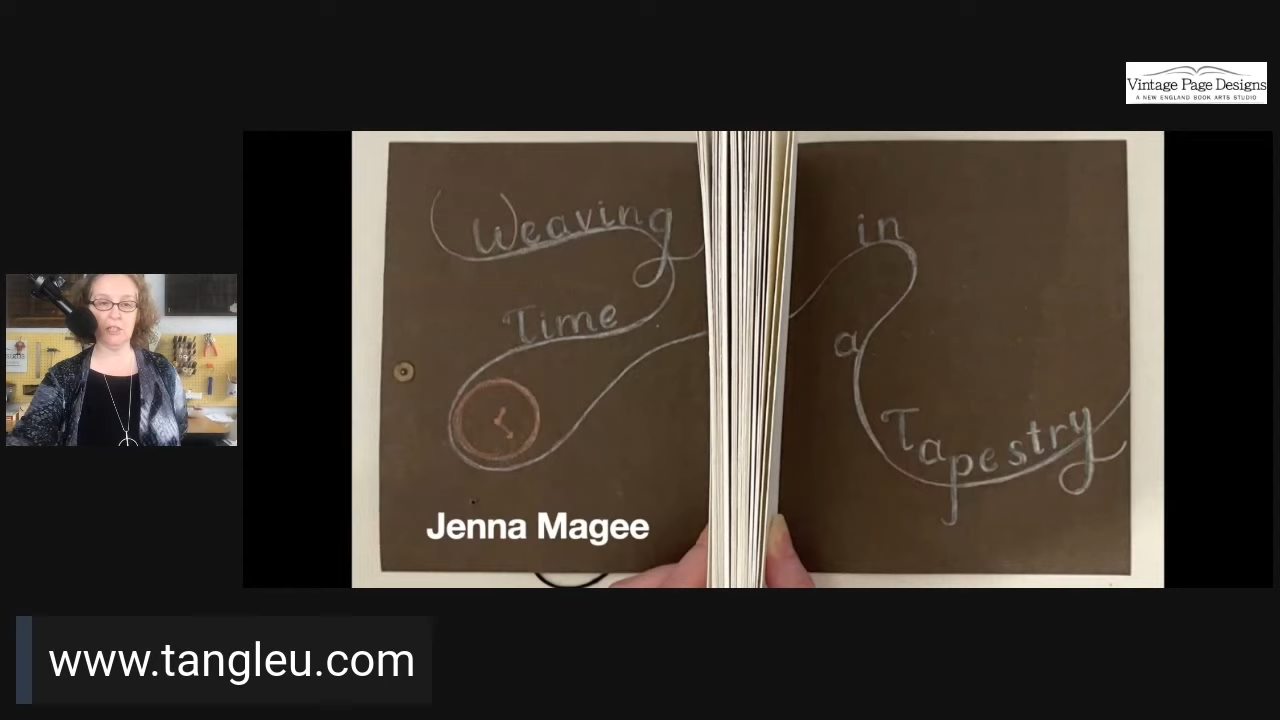 Vintage Page Designs
A NEW ENGLAND BOOK ARTS STUDIO
Weaving
Time
in
a
Tapestry
Jenna Magee
www.tangleu.com